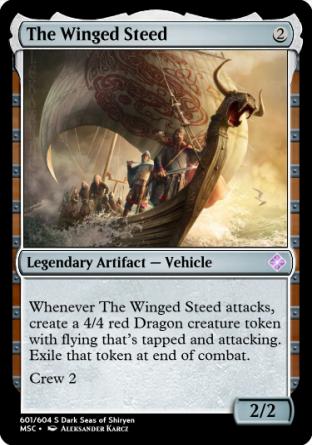 The Winged Steed 2
Legendary Artifact — Vehicle
Whenever The Winged Steed attacks,
create a 4/4 red Dragon creature token
with flying that's tapped and attacking.
Exile that token at end of combat.
Crew 2
2/2
601/604 S Dark Seas of Shiryen
MSC • Aleksander Karcz